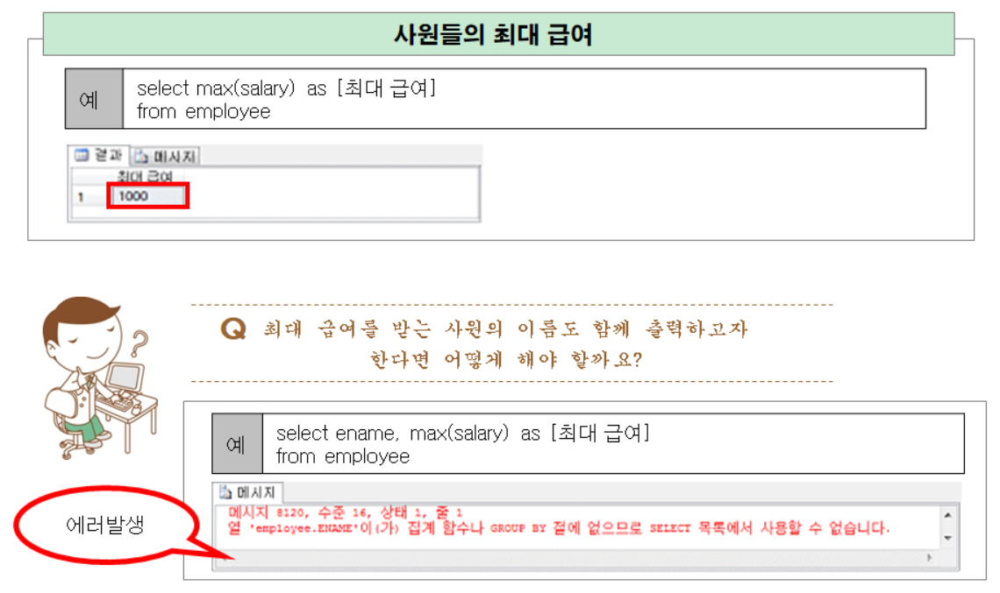 사원들의 최대 급여
예
select max(salary) as [최대 급여]
from employee
결과 메시지
최대 급여
1 1000
Q 최대 급여를 받는 사원의 이름도 함께 출력하고자
한다면 어떻게 해야 할까요?
?
예
select ename, max(salary) as [최대 급여]
from employee
메시지
메시지 8120, 수준 16, 상태 1, 줄 1
열 'employee.ENAME'이(가) 집계 함수나 GROUP BY 절에 없으므로 SELECT 목록에서 사용할 수 없습니다.
에러발생